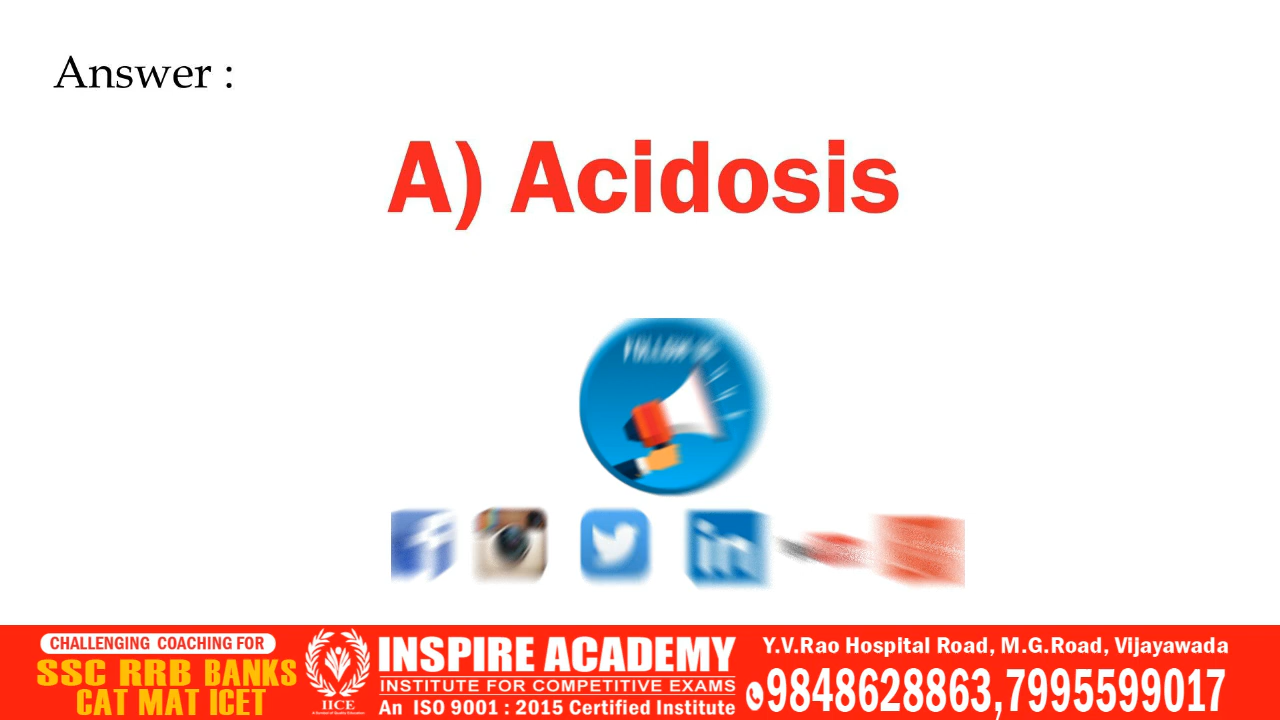 Answer :
A) Acidosis
CHALLENGING COACHING FOR
SSC RRB BANKS
CAT MAT ICET
IICE
INSPIRE ACADEMY
INSTITUTE FOR COMPETITIVE EXAMS
An ISO 9001 : 2015 Certified Institute
Y.V.Rao Hospital Road, M.G.Road, Vijayawada
9848628863,7995599017